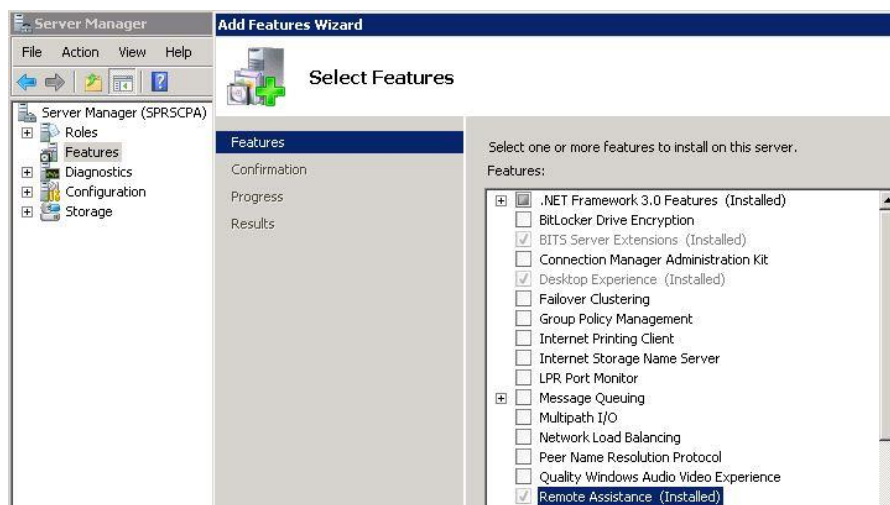 Server Manager
File Action View Help
Server Manager (SPRSCPA)
Roles
Features
Diagnostics
Configuration
Storage
Add Features Wizard
Select Features
Features
Confirmation
Progress
Results
Select one or more features to install on this server.
Features:
.NET Framework 3.0 Features (Installed)
BitLocker Drive Encryption
BITS Server Extensions (Installed)
Connection Manager Administration Kit
Desktop Experience (Installed)
Failover Clustering
Group Policy Management
Internet Printing Client
Internet Storage Name Server
LPR Port Monitor
Message Queuing
Multipath I/O
Network Load Balancing
Peer Name Resolution Protocol
Quality Windows Audio Video Experience
Remote Assistance (Installed)